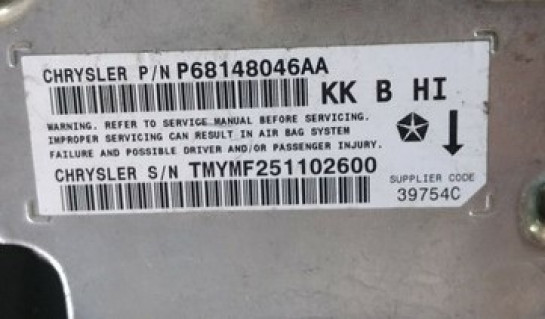 CHRYSLER P/N P68148046AA
KK B HI
WARNING. REFER TO SERVICE MANUAL BEFORE SERVICING.
IMPROPER SERVICING CAN RESULT IN AIR BAG SYSTEM
FAILURE AND POSSIBLE DRIVER AND/OR PASSENGER INJURY.
CHRYSLER S/N TMYMF251102600
SUPPLIER CODE
39754C